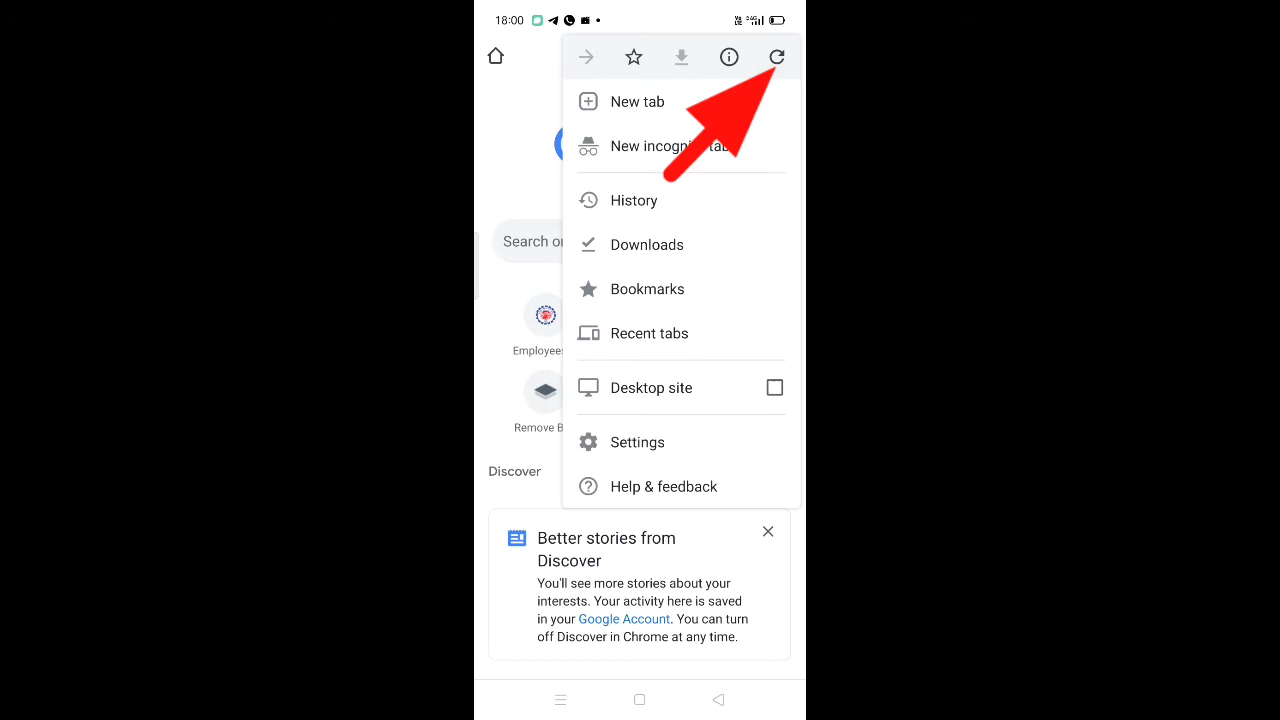 18:00
New tab
New incogni tab
History
Search o
Downloads
Bookmarks
Recent tabs
Employees
Desktop site
Remove B
Settings
Discover
Help & feedback
Better stories from
Discover
You'll see more stories about your
interests. Your activity here is saved
in your Google Account. You can turn
off Discover in Chrome at any time.